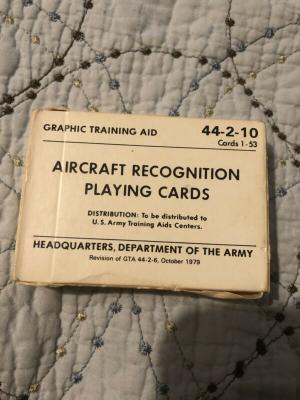 GRAPHIC TRAINING AID
44-2-10
Cards 1-53
AIRCRAFT RECOGNITION
PLAYING CARDS
DISTRIBUTION: To be distributed to
U.S. Army Training Aids Centers.
HEADQUARTERS, DEPARTMENT OF THE ARMY
Revision of GTA 44-2-6, October 1979